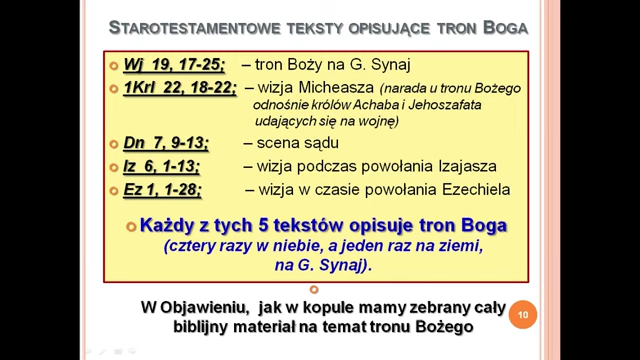 STAROTESTAMENTOWE TEKSTY OPISUJĄCE TRON BOGA
Wj 19, 17-25; – tron Boży na G. Synaj
1Krl 22, 18-22; – wizja Micheasza (narada u tronu Bożego
odnośnie królów Achaba i Jehoszafata
udających się na wojnę)
Dn 7, 9-13; – scena sądu
Iz 6, 1-13; – wizja podczas powołania Izajasza
Ez 1, 1-28; – wizja w czasie powołania Ezechiela
Każdy z tych 5 tekstów opisuje tron Boga
(cztery razy w niebie, a jeden raz na ziemi,
na G. Synaj).
W Objawieniu, jak w kopule mamy zebrany cały
biblijny materiał na temat tronu Bożego
10